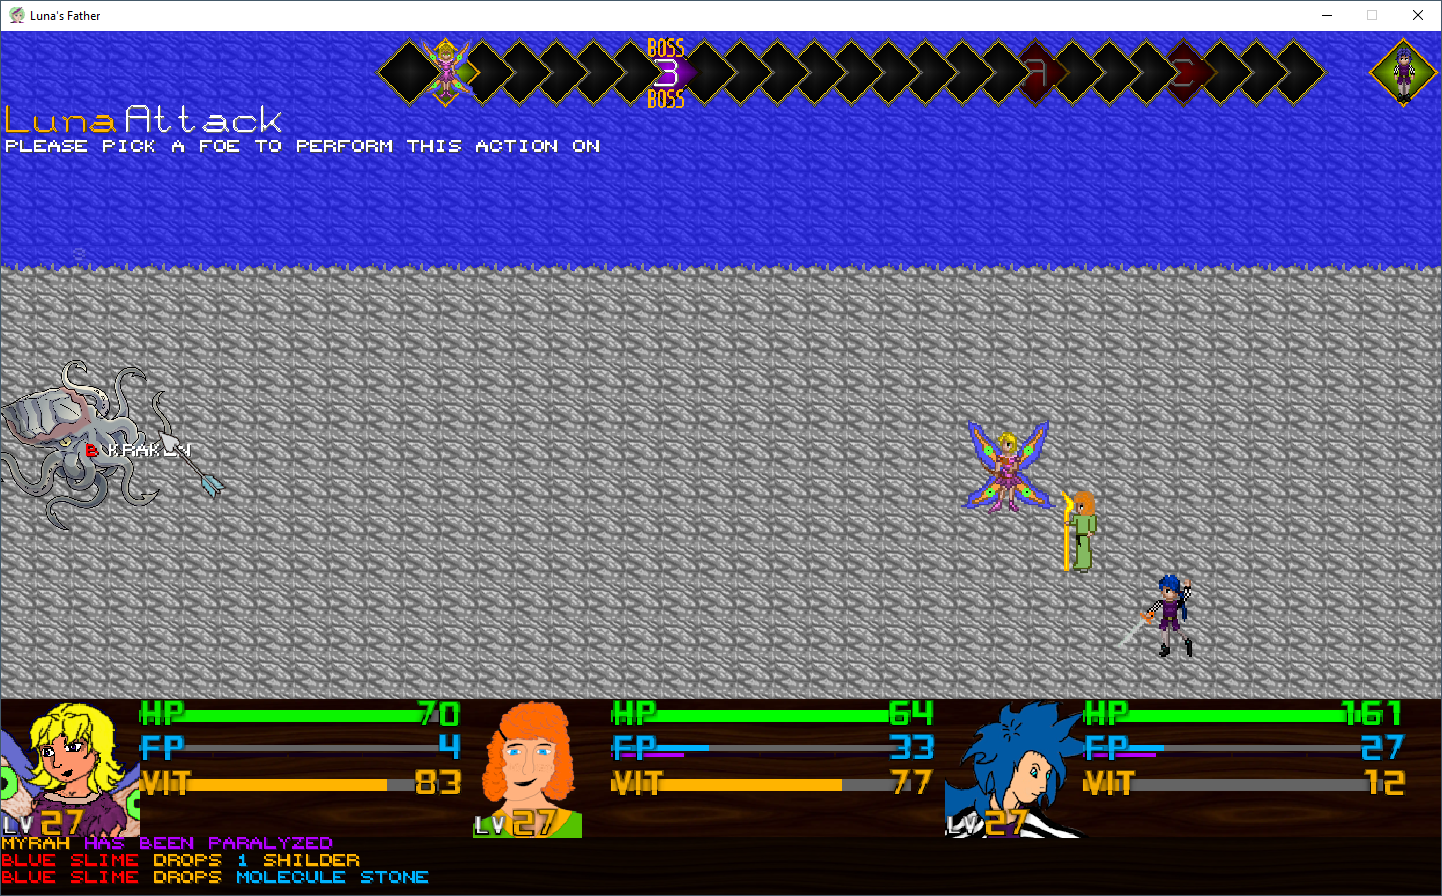 Luna's Father
BOSS
3
BOSS
A
Luna Attack
PLEASE PICK A FOE TO PERFORM THIS ACTION ON
B KRAKEN
HP 70
FP 4
VIT 83
LV 27
HP 64
FP 33
VIT 77
LV 27
HP 161
FP 27
VIT 12
LV 27
MYRAH HAS BEEN PARALYZED
BLUE SLIME DROPS 1 SHILDER
BLUE SLIME DROPS MOLECULE STONE